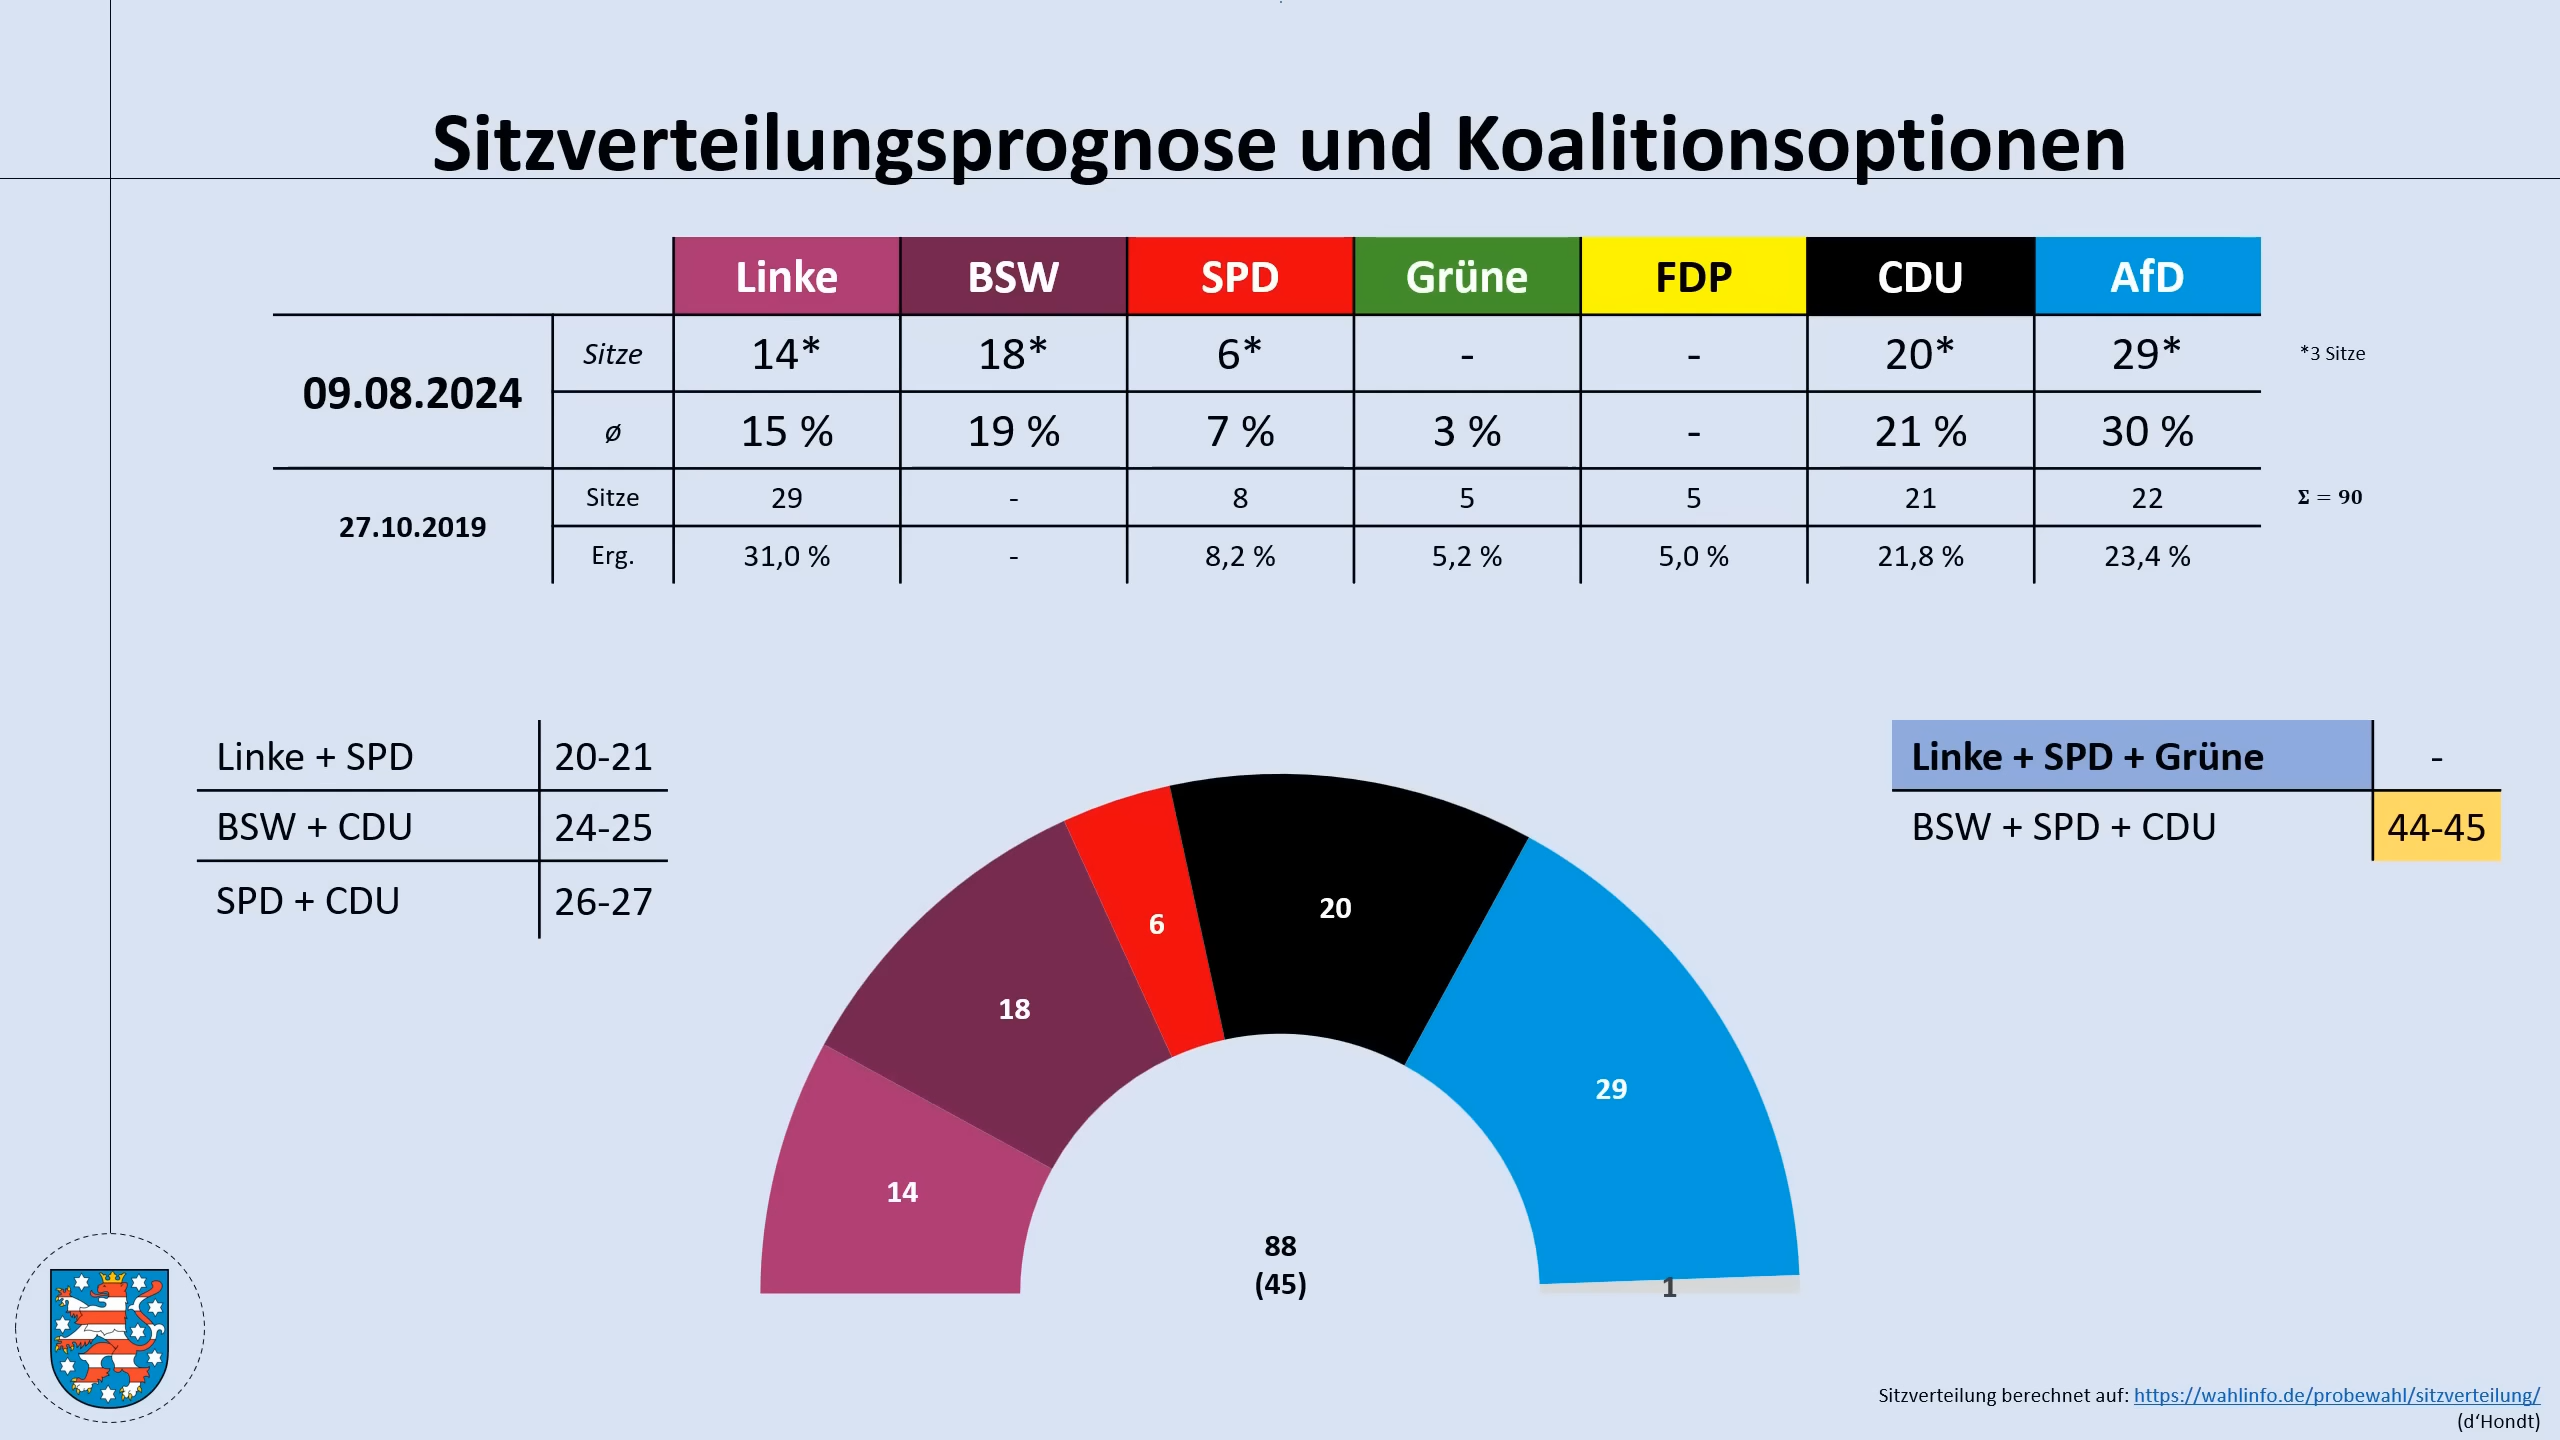 Sitzverteilungsprognose und Koalitionsoptionen
Linke BSW SPD Grüne FDP CDU AfD
09.08.2024 Sitze 14* 18* 6* - - 20* 29* *3 Sitze
ø 15 % 19 % 7 % 3 % - 21 % 30 %
27.10.2019 Sitze 29 - 8 5 5 21 22 Σ = 90
Erg. 31,0 % - 8,2 % 5,2 % 5,0 % 21,8 % 23,4 %
Linke + SPD 20-21
BSW + CDU 24-25
SPD + CDU 26-27
Linke + SPD + Grüne -
BSW + SPD + CDU 44-45
14
18
6
20
29
1
88
(45)
Sitzverteilung berechnet auf: https://wahlinfo.de/probewahl/sitzverteilung/
(d‘Hondt)